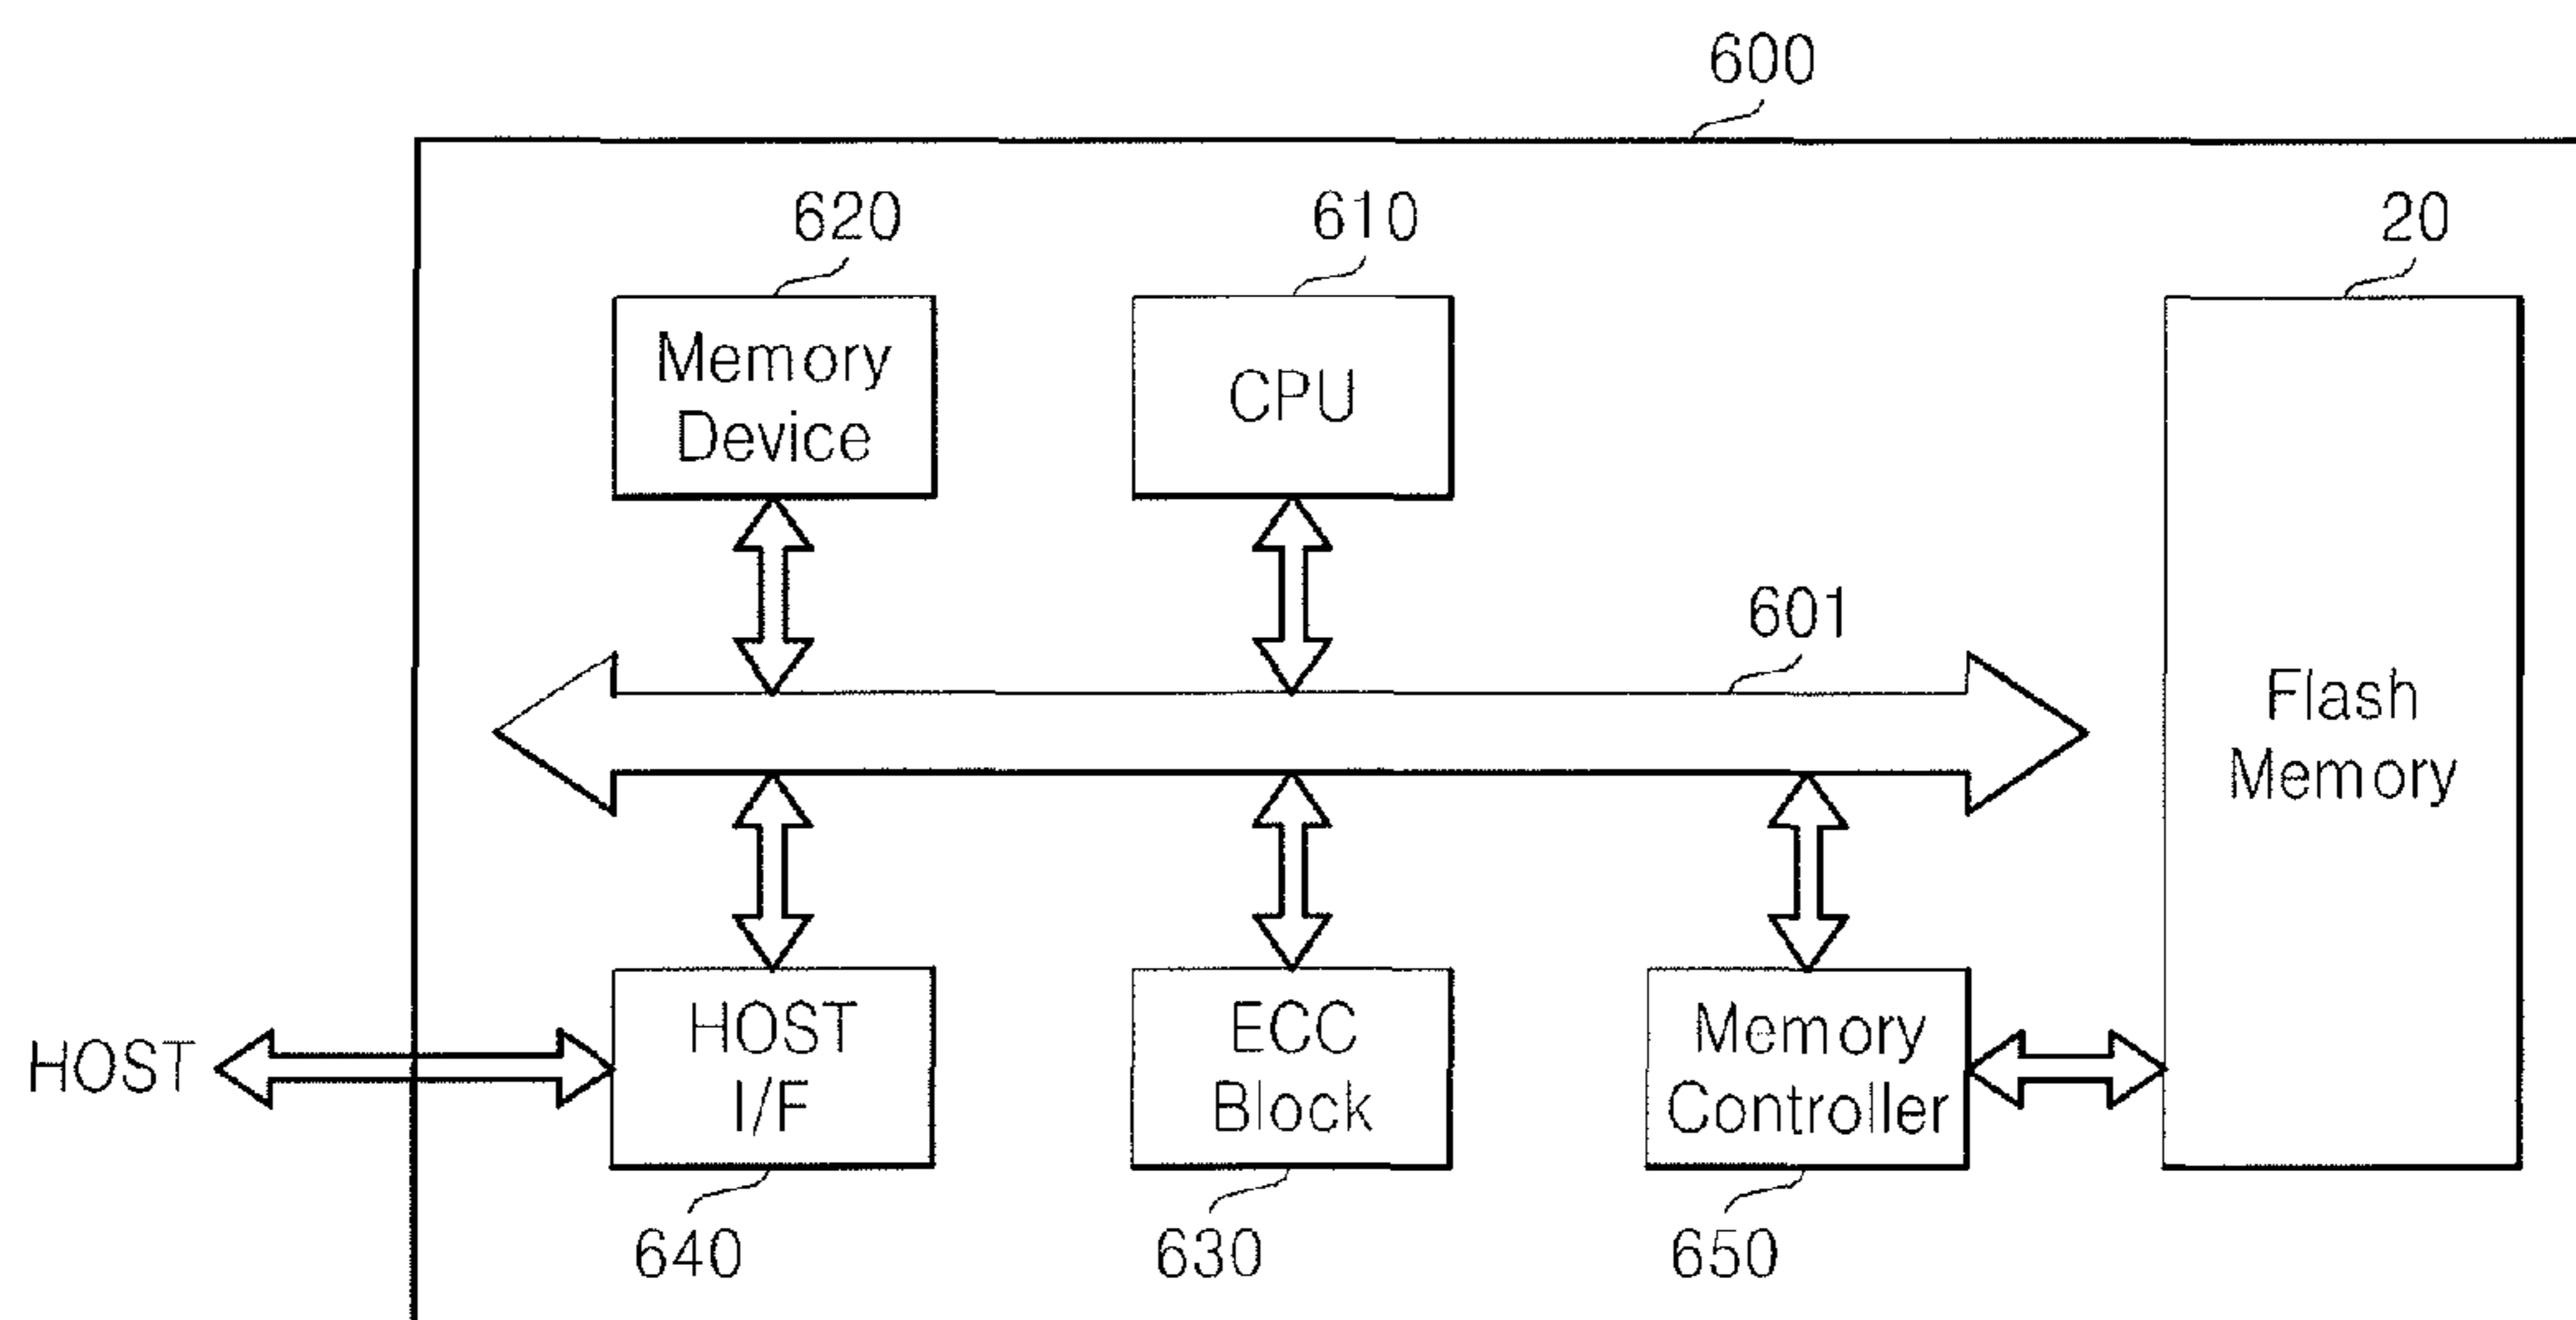 600
620
610
20
Memory
Device
CPU
601
Flash
Memory
HOST
HOST
I/F
ECC
Block
Memory
Controller
640
630
650